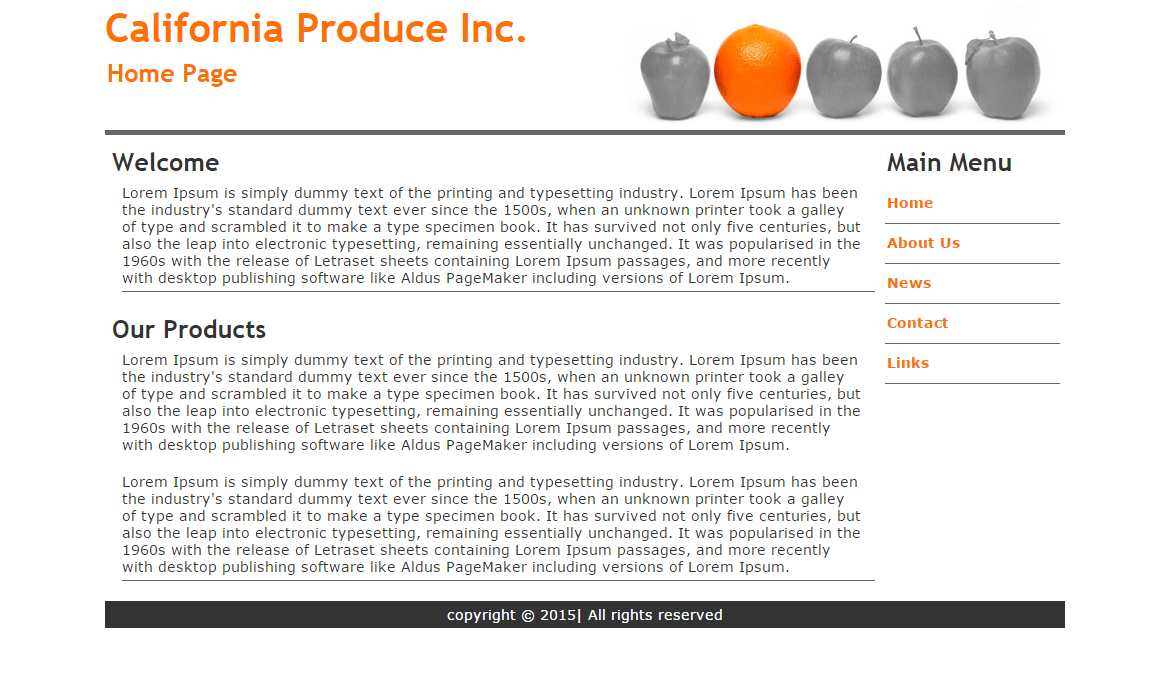 California Produce Inc.
Home Page
Welcome
Lorem Ipsum is simply dummy text of the printing and typesetting industry. Lorem Ipsum has been
the industry's standard dummy text ever since the 1500s, when an unknown printer took a galley
of type and scrambled it to make a type specimen book. It has survived not only five centuries, but
also the leap into electronic typesetting, remaining essentially unchanged. It was popularised in the
1960s with the release of Letraset sheets containing Lorem Ipsum passages, and more recently
with desktop publishing software like Aldus PageMaker including versions of Lorem Ipsum.
Our Products
Lorem Ipsum is simply dummy text of the printing and typesetting industry. Lorem Ipsum has been
the industry's standard dummy text ever since the 1500s, when an unknown printer took a galley
of type and scrambled it to make a type specimen book. It has survived not only five centuries, but
also the leap into electronic typesetting, remaining essentially unchanged. It was popularised in the
1960s with the release of Letraset sheets containing Lorem Ipsum passages, and more recently
with desktop publishing software like Aldus PageMaker including versions of Lorem Ipsum.
Lorem Ipsum is simply dummy text of the printing and typesetting industry. Lorem Ipsum has been
the industry's standard dummy text ever since the 1500s, when an unknown printer took a galley
of type and scrambled it to make a type specimen book. It has survived not only five centuries, but
also the leap into electronic typesetting, remaining essentially unchanged. It was popularised in the
1960s with the release of Letraset sheets containing Lorem Ipsum passages, and more recently
with desktop publishing software like Aldus PageMaker including versions of Lorem Ipsum.
Main Menu
Home
About Us
News
Contact
Links
copyright © 2015| All rights reserved